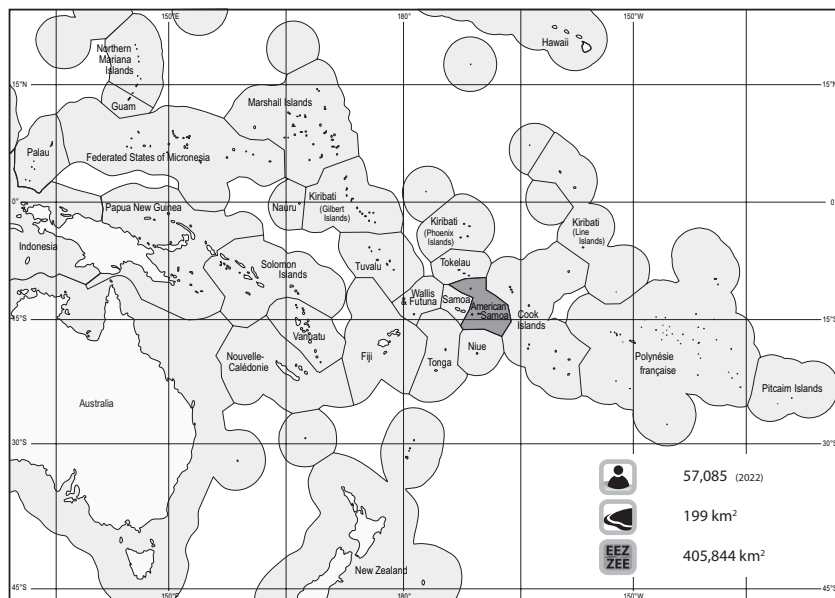 150°E
180°
150°W
Hawaii
Northern
Mariana
Islands
15°N
15°N
Guam
Marshall Islands
Palau
Federated States of Micronesia
0°
0°
Papua New Guinea
Nauru
Kiribati
(Gilbert
Islands)
Kiribati
(Phoenix
Islands)
Kiribati
(Line
Islands)
Indonesia
Solomon
Islands
Tuvalu
Tokelau
Wallis
& Futuna
Samoa
American
Samoa
Cook
Islands
15°S
15°S
Vanuatu
Nouvelle-
Calédonie
Fiji
Tonga
Niue
Polynésie
française
Pitcairn Islands
Australia
30°S
30°S
57,085 (2022)
199 km²
EEZ
ZEE
405,844 km²
New Zealand
45°S
45°S
150°E
180°
150°W